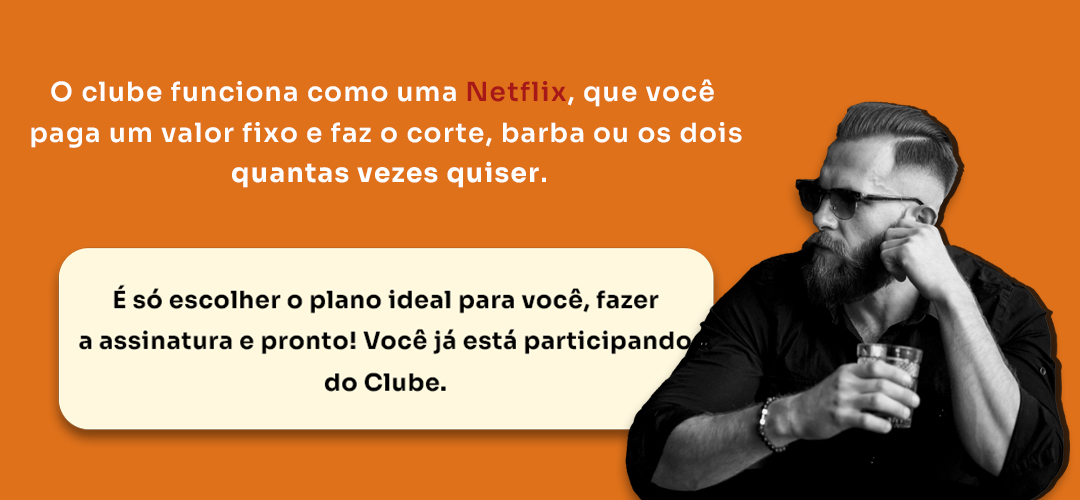 O clube funciona como uma Netflix, que você
paga um valor fixo e faz o corte, barba ou os dois
quantas vezes quiser.
É só escolher o plano ideal para você, fazer
a assinatura e pronto! Você já está participando
do Clube.